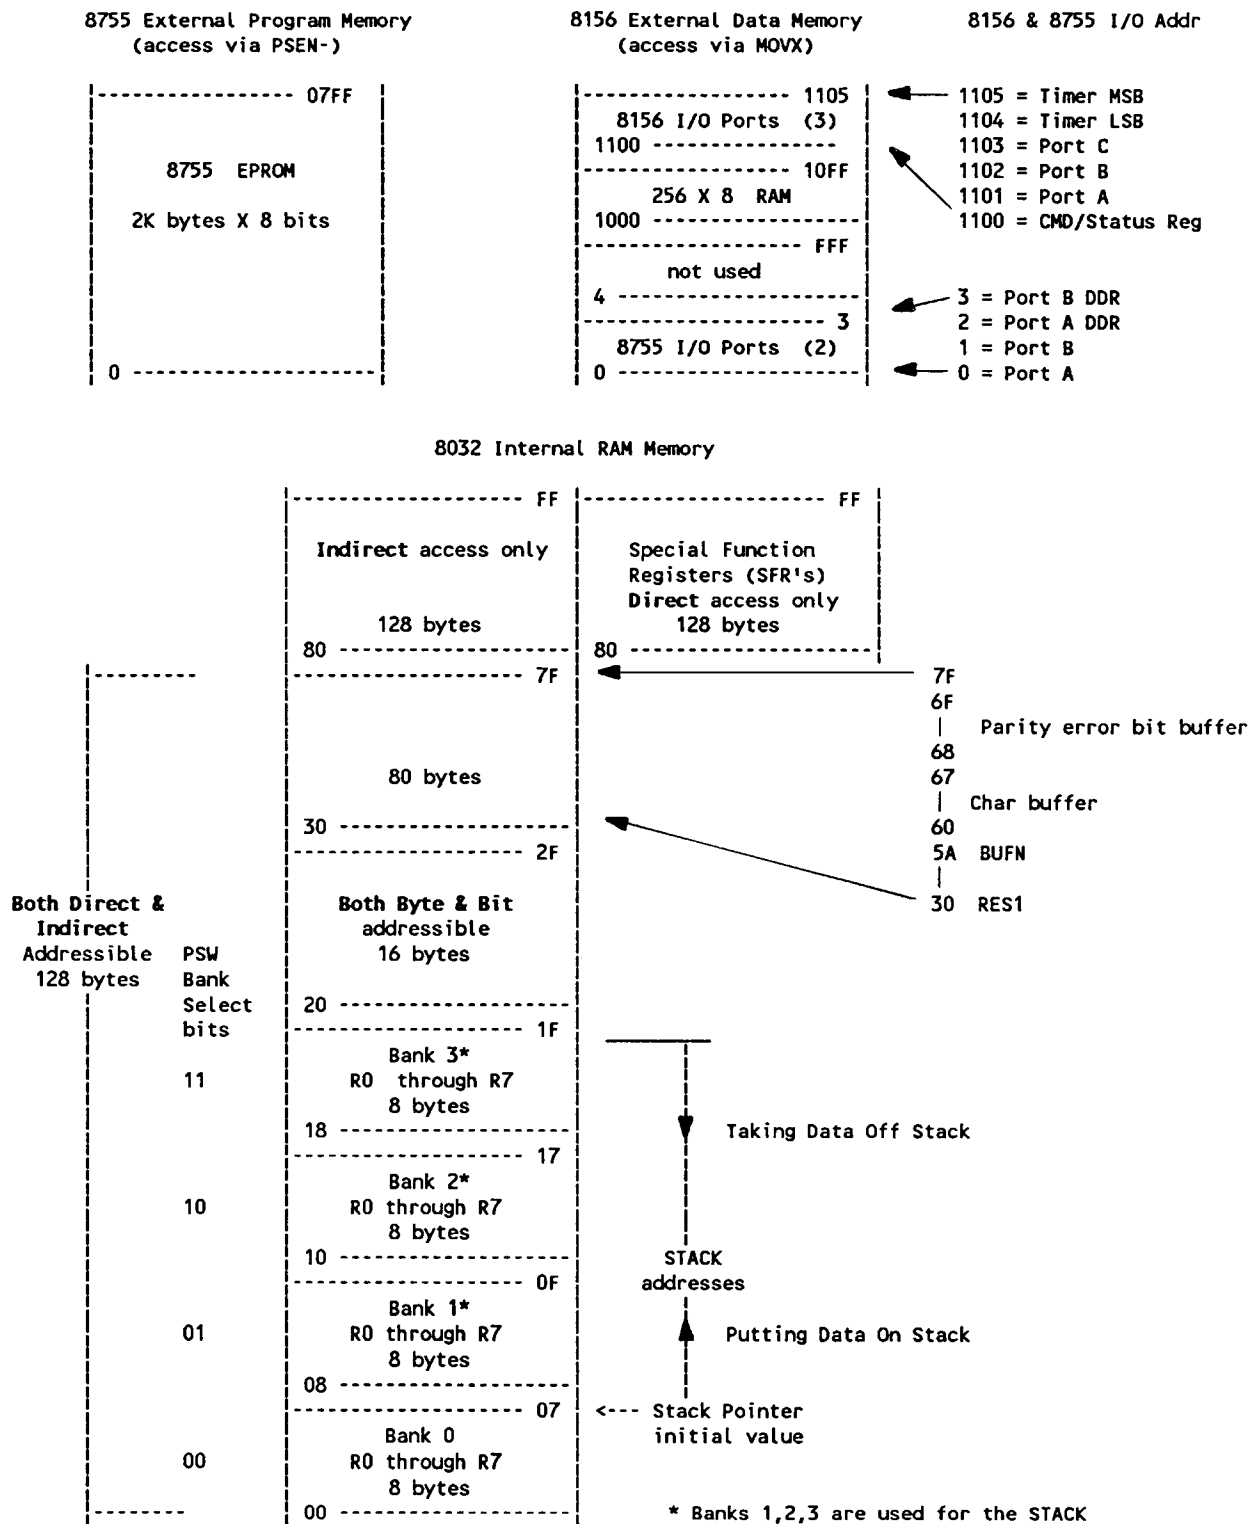 8755 External Program Memory
(access via PSEN-)
07FF
8755 EPROM
2K bytes X 8 bits
0
8156 External Data Memory
(access via MOVX)
1105
8156 I/O Ports (3)
1100
10FF
256 X 8 RAM
1000
FFF
not used
4
3
8755 I/O Ports (2)
0
8156 & 8755 I/O Addr
1105 = Timer MSB
1104 = Timer LSB
1103 = Port C
1102 = Port B
1101 = Port A
1100 = CMD/Status Reg
3 = Port B DDR
2 = Port A DDR
1 = Port B
0 = Port A
8032 Internal RAM Memory
FF
Indirect access only
128 bytes
80
FF
Special Function
Registers (SFR's)
Direct access only
128 bytes
80
7F
80 bytes
30
2F
Both Byte & Bit
addressible
16 bytes
20
1F
Bank 3*
R0 through R7
8 bytes
18
17
Bank 2*
R0 through R7
8 bytes
10
0F
Bank 1*
R0 through R7
8 bytes
08
07
Bank 0
R0 through R7
8 bytes
00
Both Direct &
Indirect
Addressible
128 bytes
PSW
Bank
Select
bits
11
10
01
00
7F
6F
Parity error bit buffer
68
67
Char buffer
60
5A BUFN
30 RES1
Taking Data Off Stack
STACK
addresses
Putting Data On Stack
<--- Stack Pointer
initial value
* Banks 1,2,3 are used for the STACK